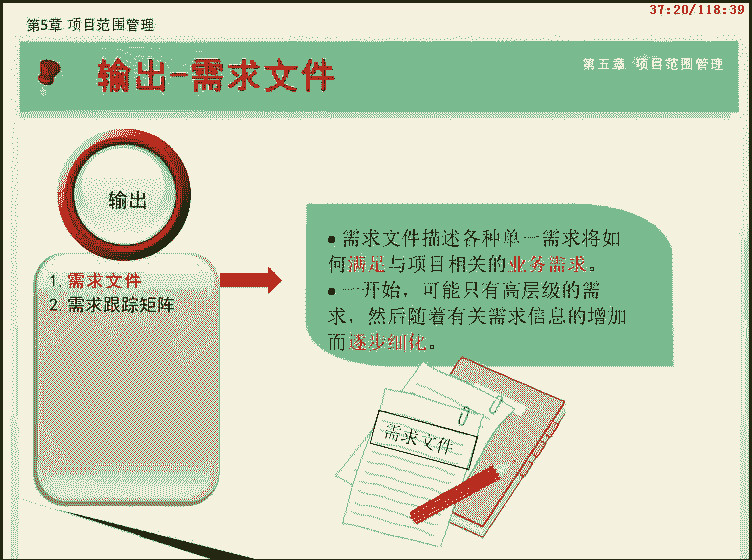 37:20/118:39
第5章 项目范围管理
输出-需求文件
第五章 项目范围管理
输出
1. 需求文件
2. 需求跟踪矩阵
● 需求文件描述各种单一需求将如
何满足与项目相关的业务需求。
● 一开始，可能只有高层级的需
求，然后随着有关需求信息的增加
而逐步细化。
需求文件